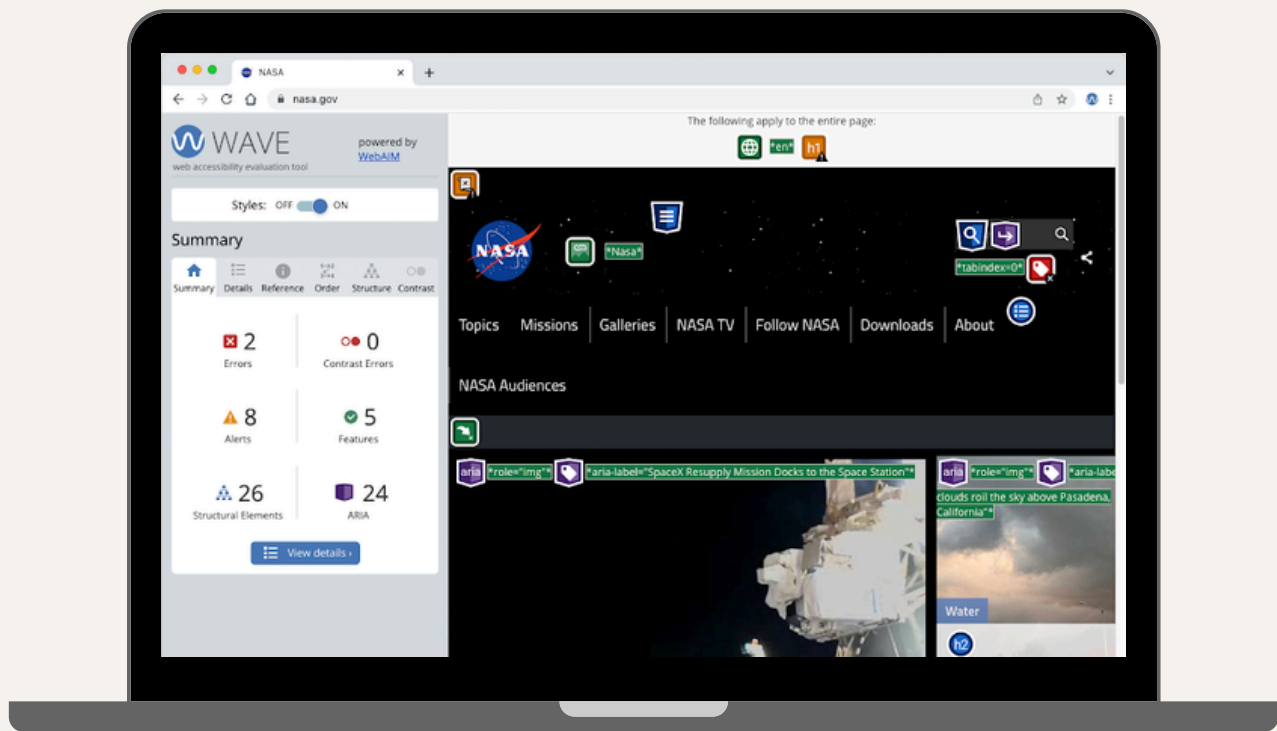 NASA
nasa.gov
WAVE
web accessibility evaluation tool
powered by
WebAIM
Styles: OFF ON
Summary
Summary Details Reference Order Structure Contrast
2
Errors
0
Contrast Errors
8
Alerts
5
Features
26
Structural Elements
24
ARIA
View details ›
The following apply to the entire page:
*en* h1
NASA
*Nasa*
*tabindex=0*
Topics Missions Galleries NASA TV Follow NASA Downloads About
NASA Audiences
aria *role="img"* *aria-label="SpaceX Resupply Mission Docks to the Space Station"*
aria *role="img"* *aria-labe
clouds roil the sky above Pasadena,
California"*
Water
h2